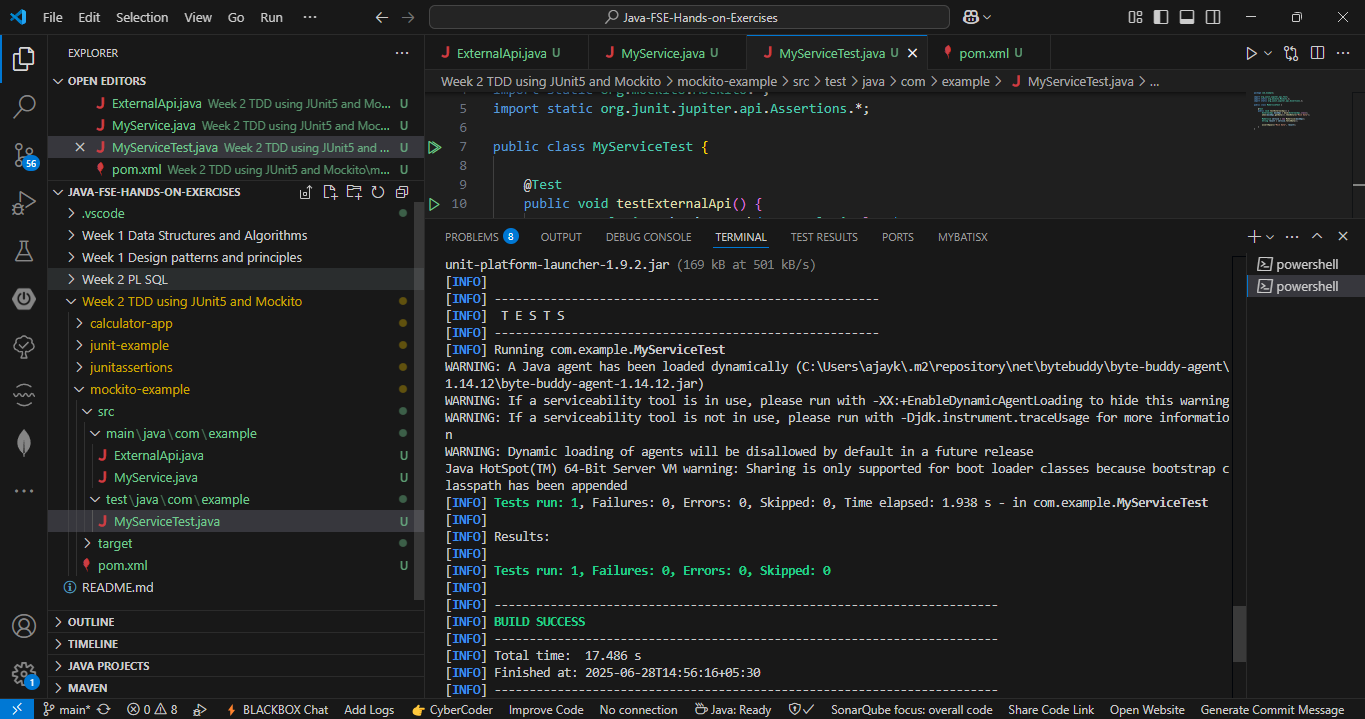 File Edit Selection View Go Run ··· Java-FSE-Hands-on-Exercises
EXPLORER ···
OPEN EDITORS
ExternalApi.java Week 2 TDD using JUnit5 and Mo... U
MyService.java Week 2 TDD using JUnit5 and Moc... U
MyServiceTest.java Week 2 TDD using JUnit5 and ... U
pom.xml Week 2 TDD using JUnit5 and Mockito\m... U
JAVA-FSE-HANDS-ON-EXERCISES
.vscode
Week 1 Data Structures and Algorithms
Week 1 Design patterns and principles
Week 2 PL SQL
Week 2 TDD using JUnit5 and Mockito
calculator-app
junit-example
junitassertions
mockito-example
src
main\java\com\example
ExternalApi.java U
MyService.java U
test\java\com\example
MyServiceTest.java U
target
pom.xml U
README.md
OUTLINE
TIMELINE
JAVA PROJECTS
MAVEN
56
1
ExternalApi.java U MyService.java U MyServiceTest.java U pom.xml U
Week 2 TDD using JUnit5 and Mockito > mockito-example > src > test > java > com > example > MyServiceTest.java > ...
5 import static org.junit.jupiter.api.Assertions.*;
6
7 public class MyServiceTest {
8
9 @Test
10 public void testExternalApi() {
PROBLEMS 8 OUTPUT DEBUG CONSOLE TERMINAL TEST RESULTS PORTS MYBATISX
powershell
powershell
unit-platform-launcher-1.9.2.jar (169 kB at 501 kB/s)
[INFO]
[INFO] -------------------------------------------------------
[INFO]  T E S T S
[INFO] -------------------------------------------------------
[INFO] Running com.example.MyServiceTest
WARNING: A Java agent has been loaded dynamically (C:\Users\ajayk\.m2\repository\net\bytebuddy\byte-buddy-agent\
1.14.12\byte-buddy-agent-1.14.12.jar)
WARNING: If a serviceability tool is in use, please run with -XX:+EnableDynamicAgentLoading to hide this warning
WARNING: If a serviceability tool is not in use, please run with -Djdk.instrument.traceUsage for more informatio
n
WARNING: Dynamic loading of agents will be disallowed by default in a future release
Java HotSpot(TM) 64-Bit Server VM warning: Sharing is only supported for boot loader classes because bootstrap c
lasspath has been appended
[INFO] Tests run: 1, Failures: 0, Errors: 0, Skipped: 0, Time elapsed: 1.938 s - in com.example.MyServiceTest
[INFO]
[INFO] Results:
[INFO]
[INFO] Tests run: 1, Failures: 0, Errors: 0, Skipped: 0
[INFO]
[INFO] ------------------------------------------------------------------------
[INFO] BUILD SUCCESS
[INFO] ------------------------------------------------------------------------
[INFO] Total time:  17.486 s
[INFO] Finished at: 2025-06-28T14:56:16+05:30
[INFO] ------------------------------------------------------------------------
main* 0 8 BLACKBOX Chat Add Logs CyberCoder Improve Code No connection Java: Ready SonarQube focus: overall code Share Code Link Open Website Generate Commit Message